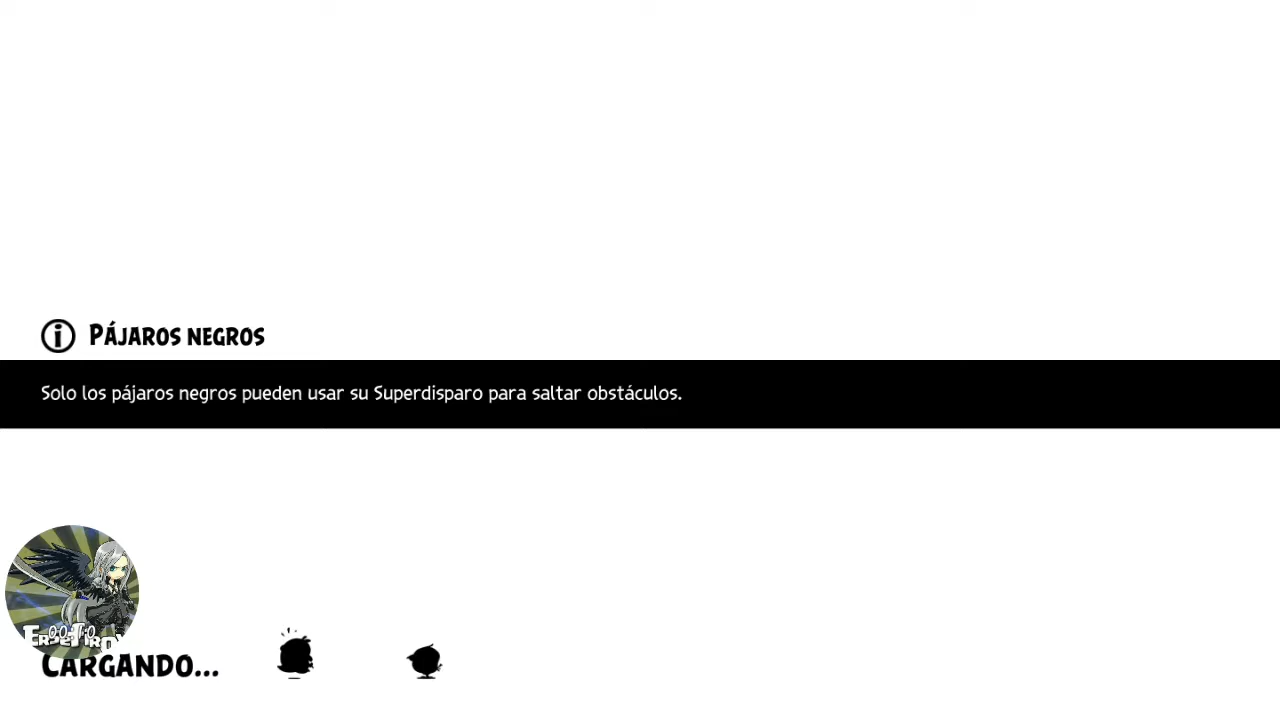 PÁJAROS NEGROS
Solo los pájaros negros pueden usar su Superdisparo para saltar obstáculos.
CARGANDO...